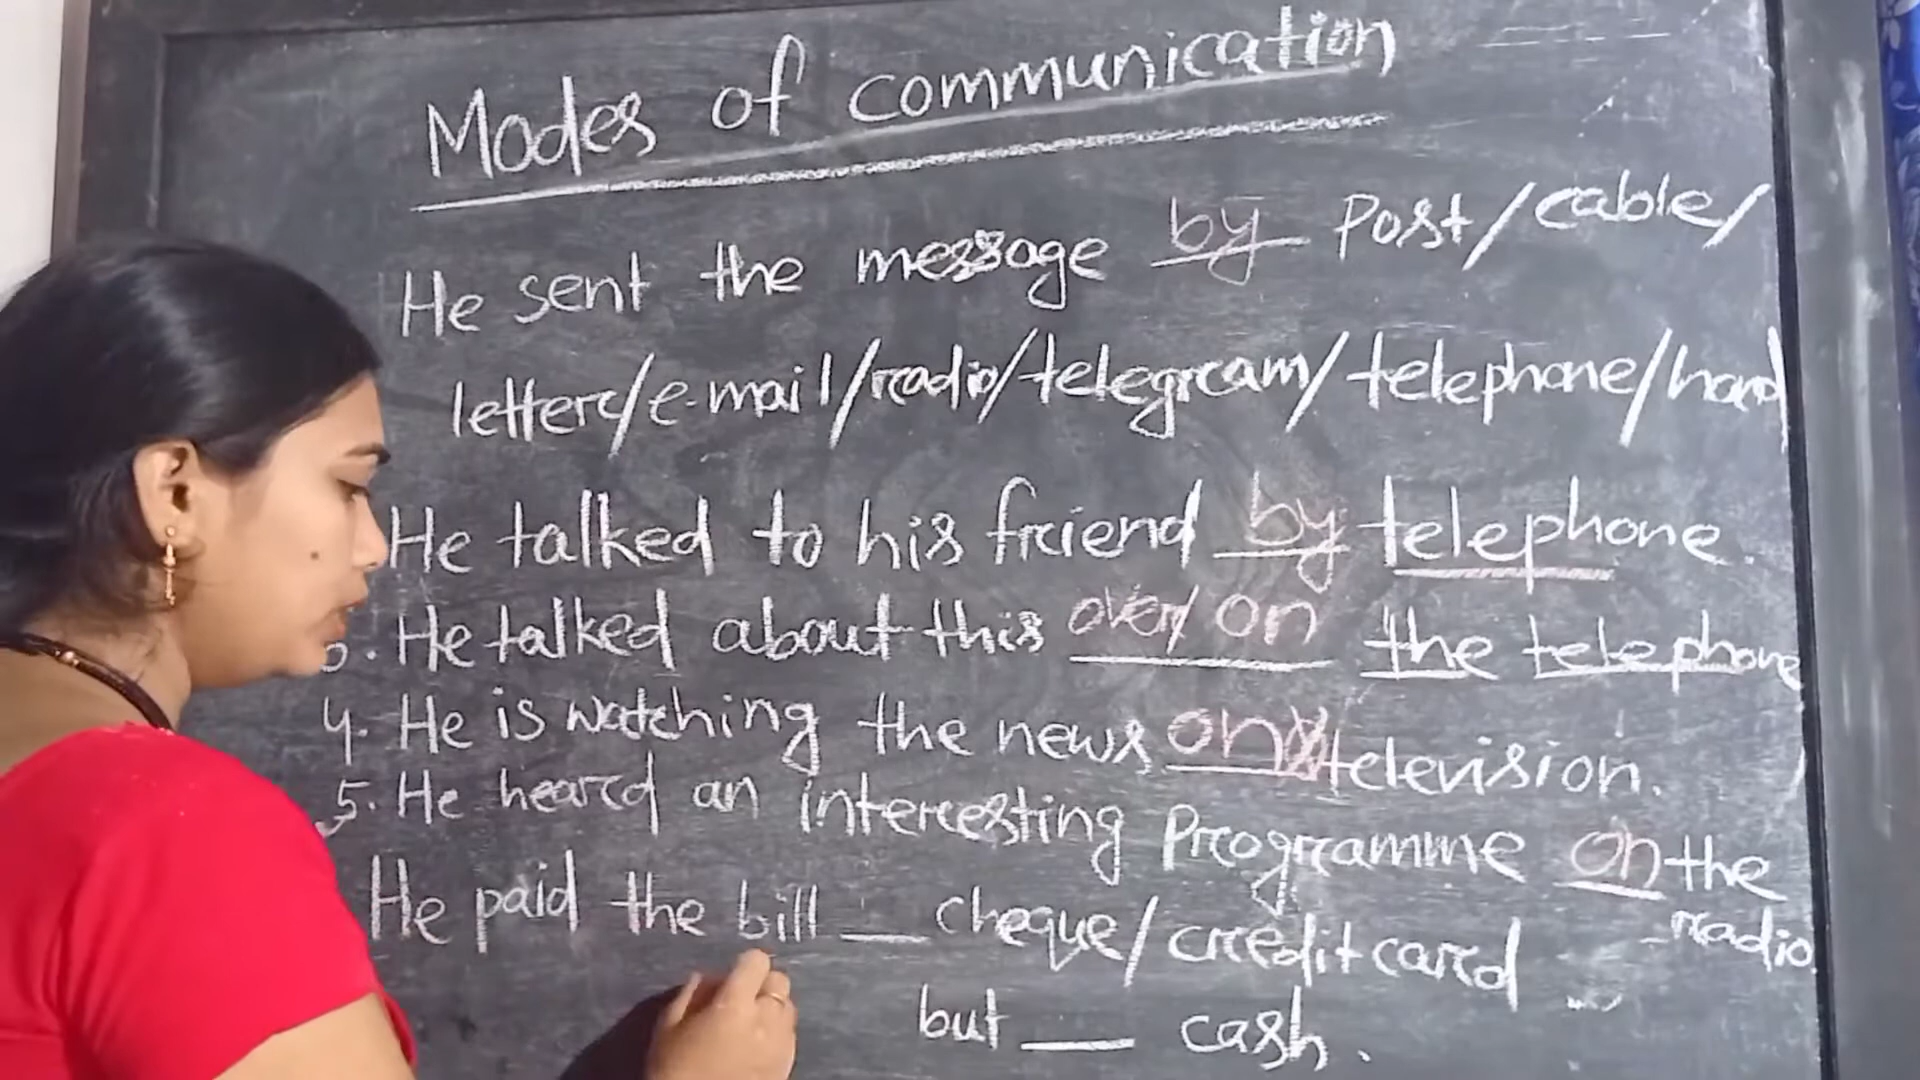 Modes of communication
He sent the message by Post/cable/
letter/e-mail/radio/telegram/telephone/hand
He talked to his friend by telephone.
3. He talked about this over/on the telephone
4. He is watching the news on television.
5. He heard an interesting Programme on the
radio
He paid the bill __ cheque/credit card
but __ cash.